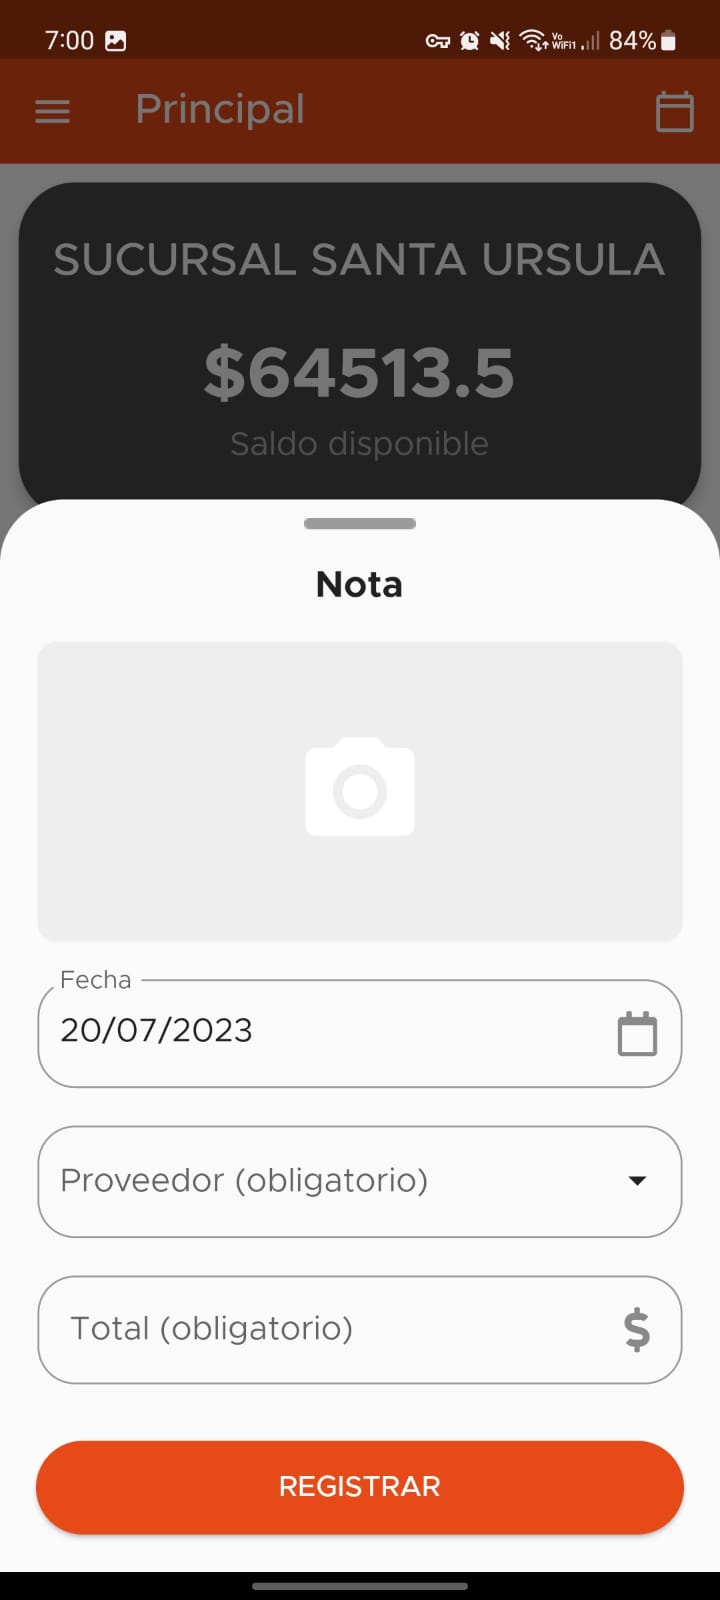 7:00
Vo WiFi1 84%
Principal
SUCURSAL SANTA URSULA
$64513.5
Saldo disponible
Nota
Fecha
20/07/2023
Proveedor (obligatorio)
Total (obligatorio)
$
REGISTRAR